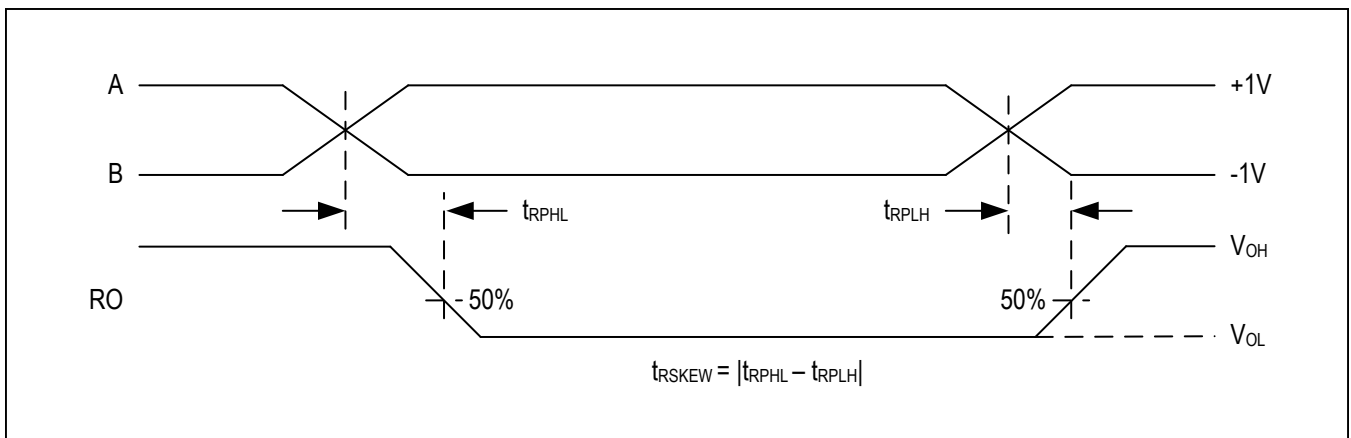 A
+1V
B
-1V
tRPHL
tRPLH
VOH
RO
50%
50%
VOL
tRSKEW = |tRPHL – tRPLH|